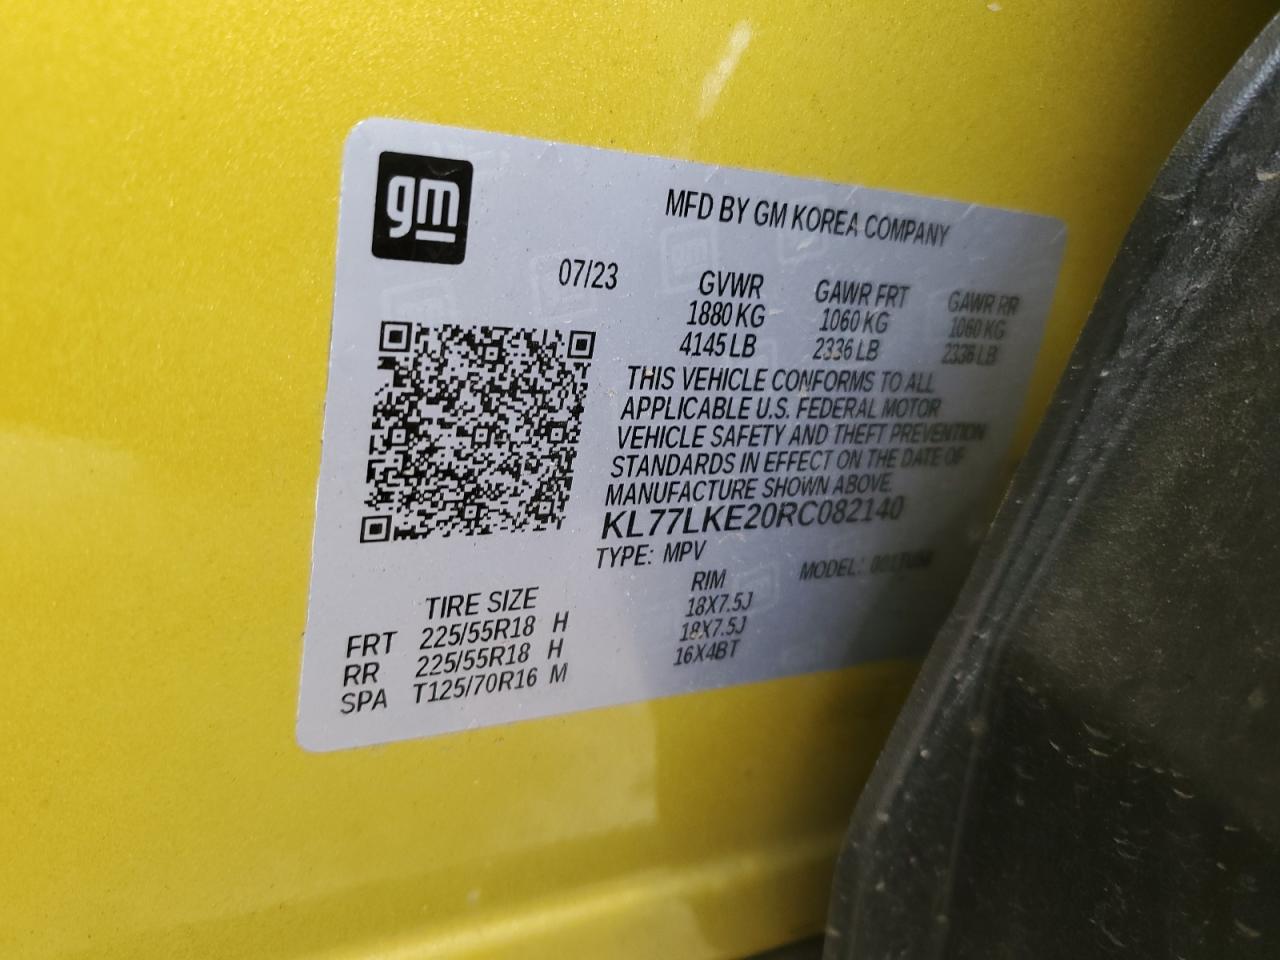 gm
MFD BY GM KOREA COMPANY
07/23 GVWR GAWR FRT GAWR RR
1880 KG 1060 KG 1060 KG
4145 LB 2336 LB 2336 LB
THIS VEHICLE CONFORMS TO ALL
APPLICABLE U.S. FEDERAL MOTOR
VEHICLE SAFETY AND THEFT PREVENTION
STANDARDS IN EFFECT ON THE DATE OF
MANUFACTURE SHOWN ABOVE.
KL77LKE20RC082140
TYPE: MPV MODEL:
TIRE SIZE RIM
FRT 225/55R18 H 18X7.5J
RR 225/55R18 H 18X7.5J
SPA T125/70R16 M 16X4BT